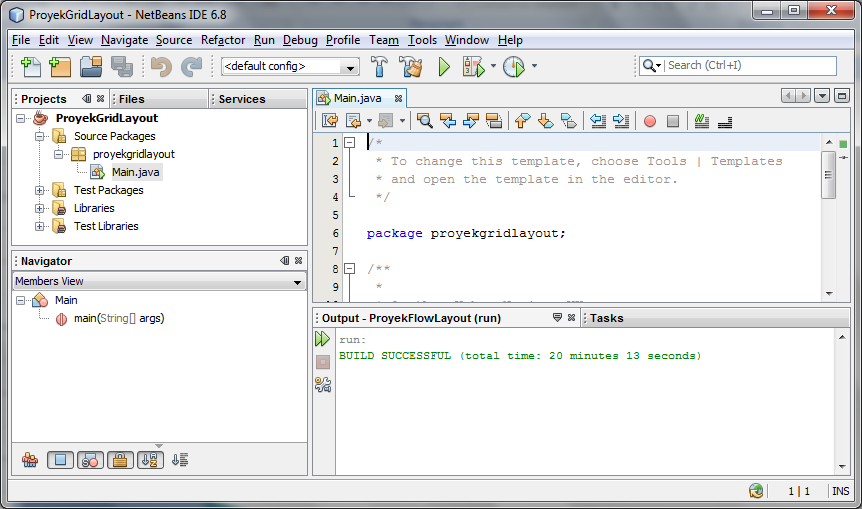 ProyekGridLayout - NetBeans IDE 6.8
File Edit View Navigate Source Refactor Run Debug Profile Team Tools Window Help
<default config>
Search (Ctrl+I)
Projects
Files
Services
ProyekGridLayout
Source Packages
proyekgridlayout
Main.java
Test Packages
Libraries
Test Libraries
Navigator
Members View
Main
main(String[] args)
Main.java
1 /*
2 * To change this template, choose Tools | Templates
3 * and open the template in the editor.
4 */
5
6 package proyekgridlayout;
7
8 /**
9 *
Output - ProyekFlowLayout (run)
Tasks
run:
BUILD SUCCESSFUL (total time: 20 minutes 13 seconds)
1 | 1 INS